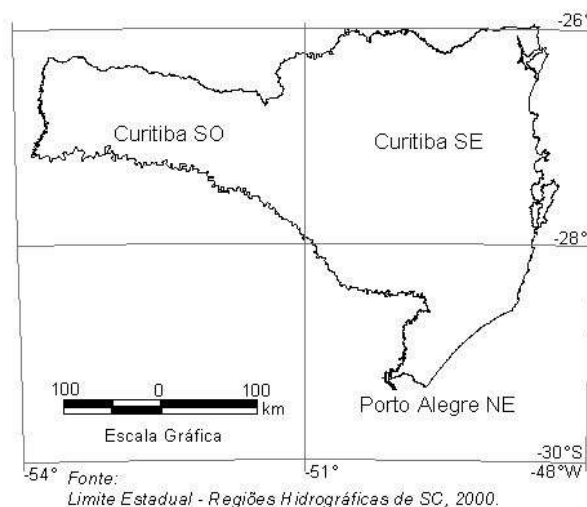 -26°
Curitiba SO
Curitiba SE
-28°
100 0 100
km
Escala Gráfica
Porto Alegre NE
-30°S
-54° -51° -48°W
Fonte:
Limite Estadual - Regiões Hidrográficas de SC, 2000.